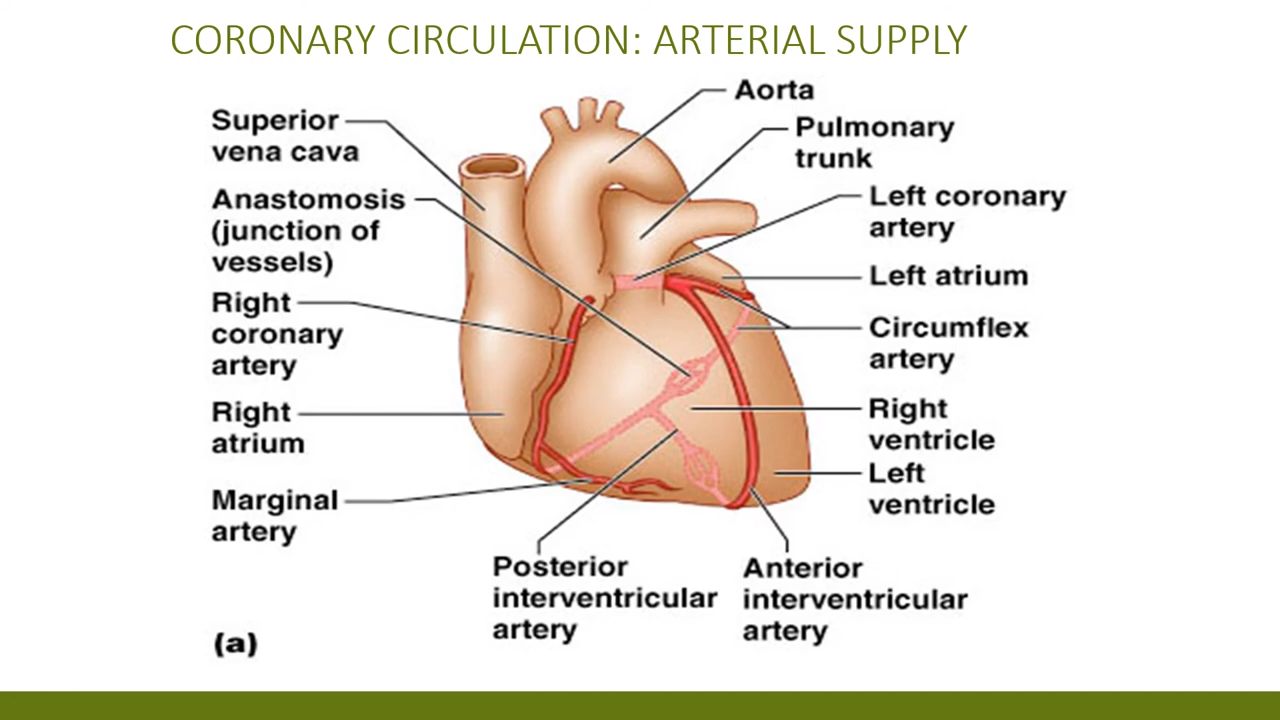 CORONARY CIRCULATION: ARTERIAL SUPPLY
Superior
vena cava
Anastomosis
(junction of
vessels)
Right
coronary
artery
Right
atrium
Marginal
artery
Aorta
Pulmonary
trunk
Left coronary
artery
Left atrium
Circumflex
artery
Right
ventricle
Left
ventricle
Posterior
interventricular
artery
Anterior
interventricular
artery
(a)